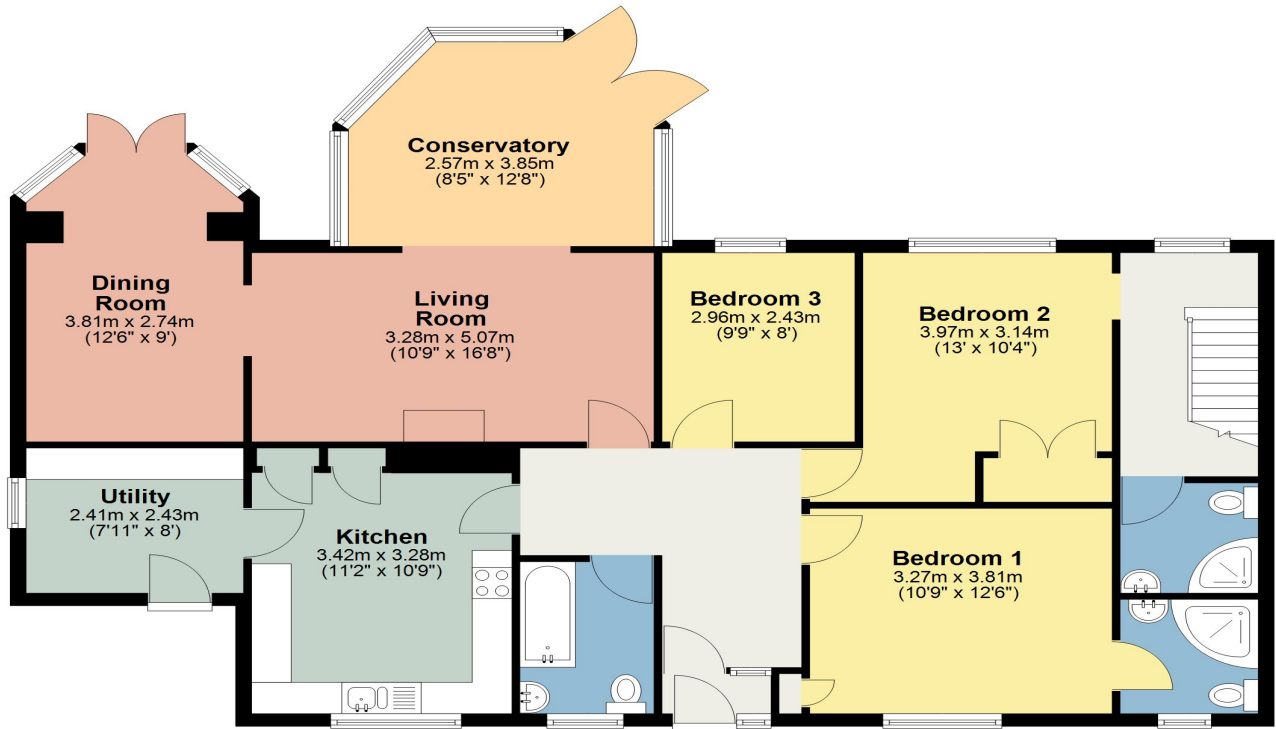 Conservatory
2.57m x 3.85m
(8'5" x 12'8")
Dining
Room
3.81m x 2.74m
(12'6" x 9')
Living
Room
3.28m x 5.07m
(10'9" x 16'8")
Bedroom 3
2.96m x 2.43m
(9'9" x 8')
Bedroom 2
3.97m x 3.14m
(13' x 10'4")
Utility
2.41m x 2.43m
(7'11" x 8')
Kitchen
3.42m x 3.28m
(11'2" x 10'9")
Bedroom 1
3.27m x 3.81m
(10'9" x 12'6")